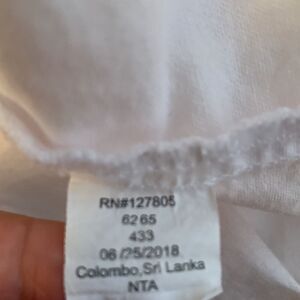 RN#127805
6265
433
06/25/2018
Colombo,Sri Lanka
NTA